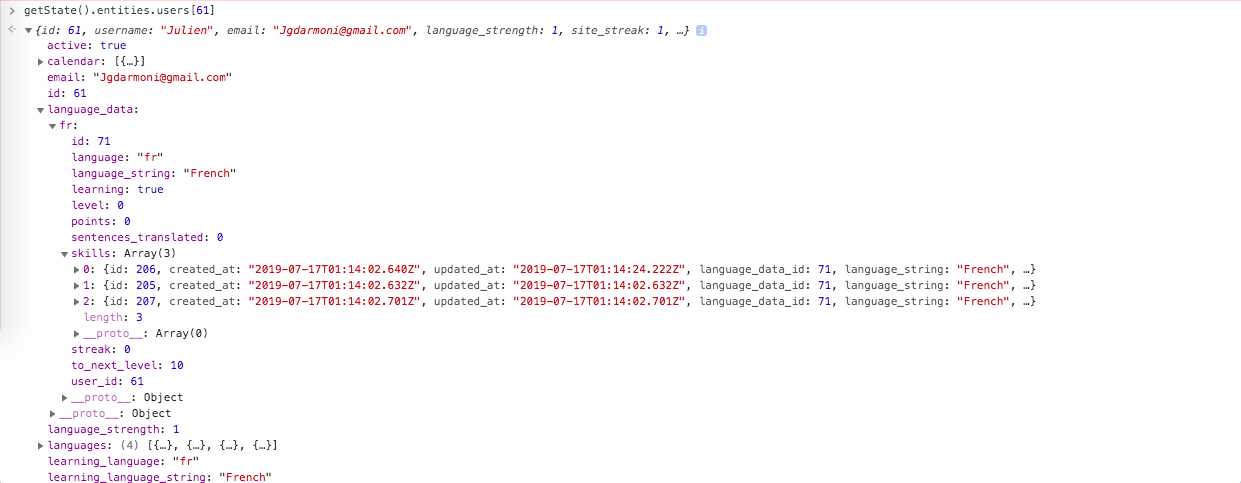 getState().entities.users[61]
{id: 61, username: "Julien", email: "Jgdarmoni@gmail.com", language_strength: 1, site_streak: 1, …} i
active: true
calendar: [{…}]
email: "Jgdarmoni@gmail.com"
id: 61
language_data:
fr:
id: 71
language: "fr"
language_string: "French"
learning: true
level: 0
points: 0
sentences_translated: 0
skills: Array(3)
0: {id: 206, created_at: "2019-07-17T01:14:02.640Z", updated_at: "2019-07-17T01:14:24.222Z", language_data_id: 71, language_string: "French", …}
1: {id: 205, created_at: "2019-07-17T01:14:02.632Z", updated_at: "2019-07-17T01:14:02.632Z", language_data_id: 71, language_string: "French", …}
2: {id: 207, created_at: "2019-07-17T01:14:02.701Z", updated_at: "2019-07-17T01:14:02.701Z", language_data_id: 71, language_string: "French", …}
length: 3
__proto__: Array(0)
streak: 0
to_next_level: 10
user_id: 61
__proto__: Object
__proto__: Object
language_strength: 1
languages: (4) [{…}, {…}, {…}, {…}]
learning_language: "fr"
learning_language_string: "French"